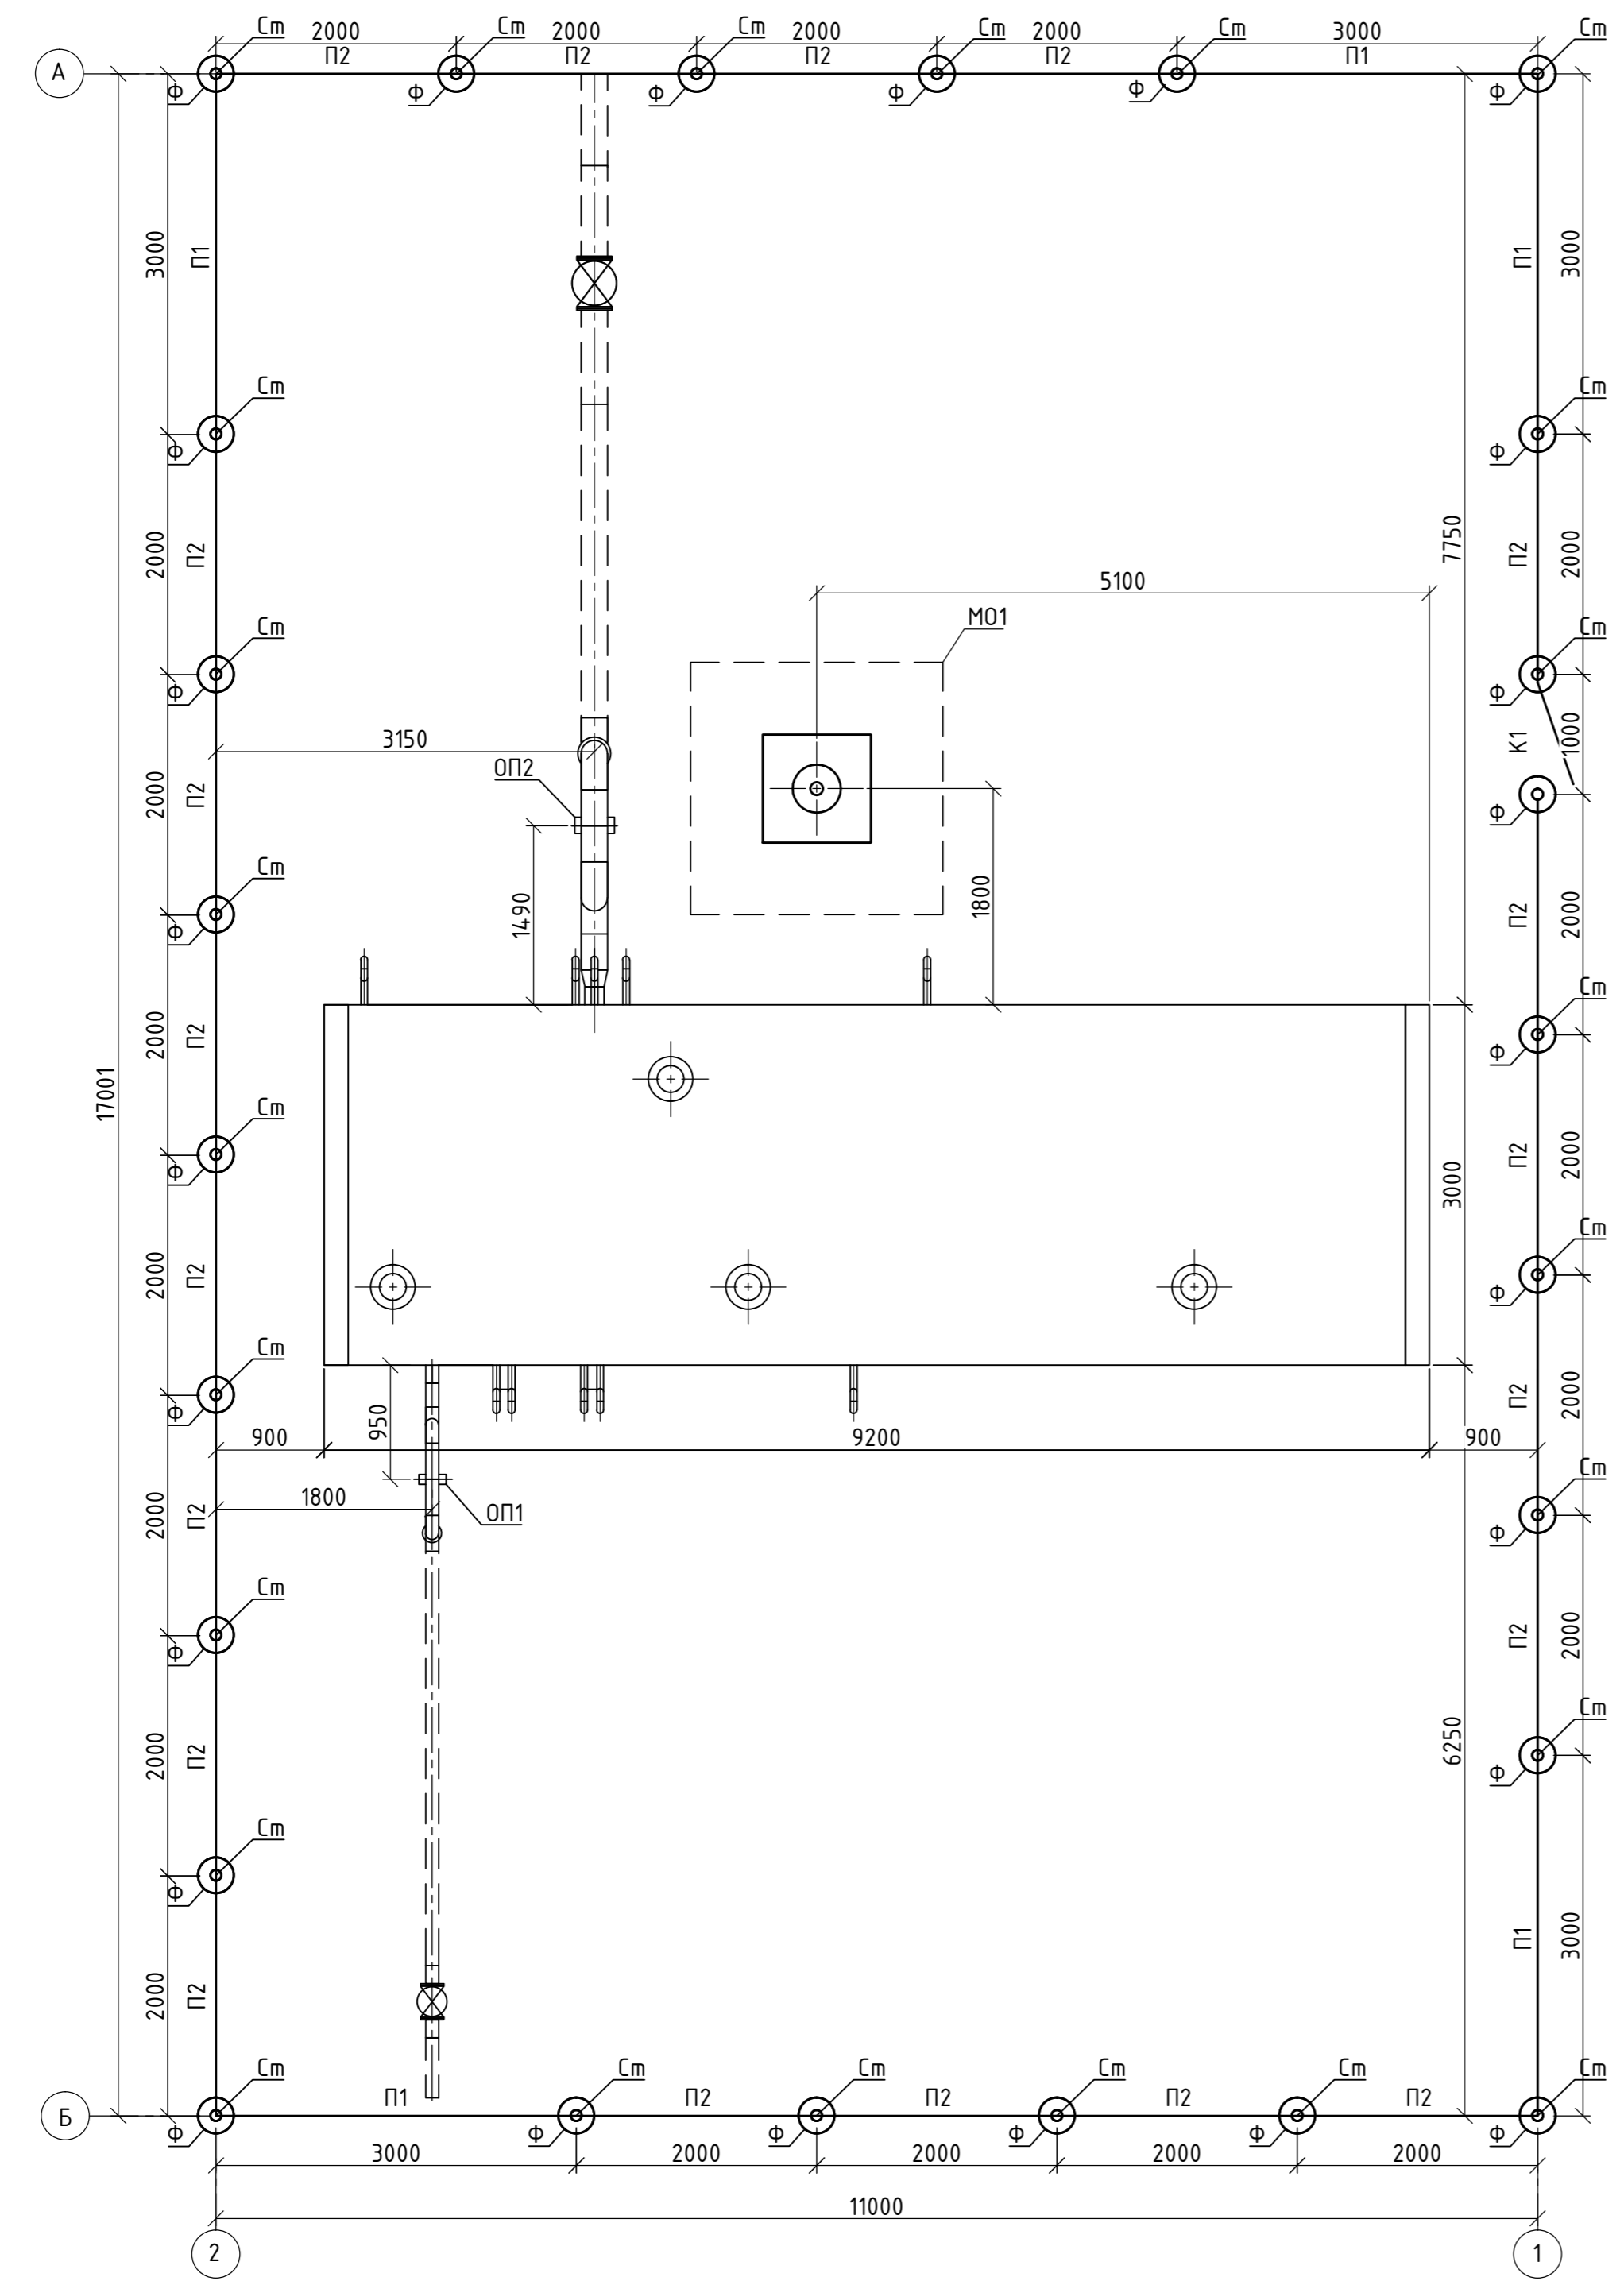 Ст Ст Ст Ст Ст Ст
2000 2000 2000 2000 3000
П2 П2 П2 П2 П1
А
Ф Ф Ф Ф Ф Ф
3000 П1 П1 3000
Ст Ст
Ф Ф
2000 П2 7750 П2 2000
5100
МО1
Ст Ст
Ф Ф
3150 К1 1000
ОП2
2000 П2 Ф
Ст
1490 1800 П2 2000
Ф
Ст
2000 П2 Ф
17001
Ст
Ф
3000 П2 2000
Ст
2000 П2 Ф
Ст
Ф 950 П2 2000
900 9200 900
Ст
1800 ОП1
2000 П2 Ф
Ст
Ф П2 2000
Ст
2000 П2 6250 Ф
Ст
Ф
П1 3000
2000 П2
Ст Ст Ст Ст Ст Ст
П1 П2 П2 П2 П2
Б
Ф Ф Ф Ф Ф Ф
3000 2000 2000 2000 2000
11000
2 1